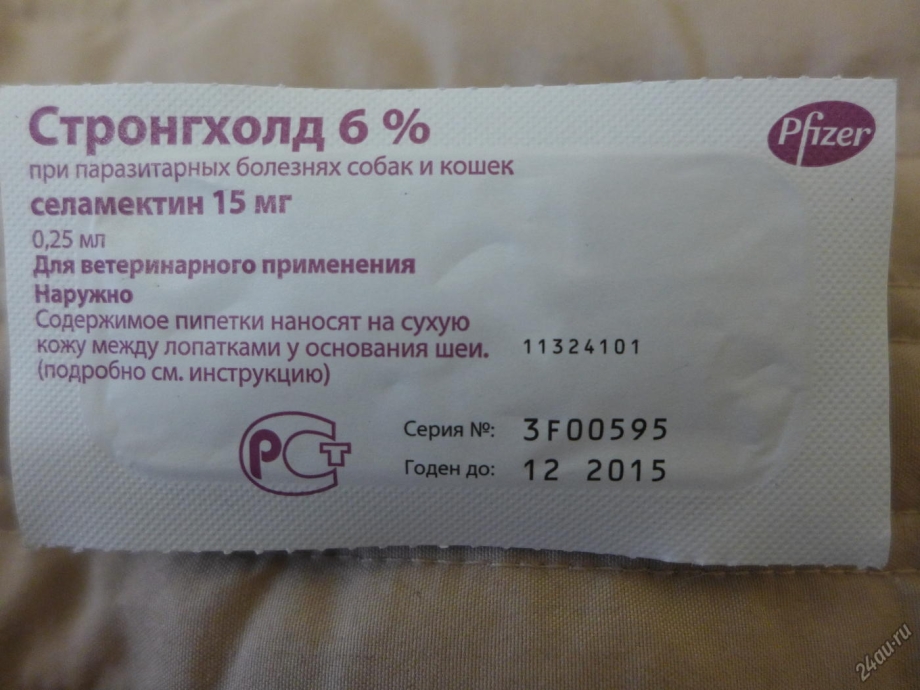 Стронгхолд 6 %
Pfizer
при паразитарных болезнях собак и кошек
селамектин 15 мг
0,25 мл
Для ветеринарного применения
Наружно
Содержимое пипетки наносят на сухую
кожу между лопатками у основания шеи.
(подробно см. инструкцию)
11324101
РСТ
Серия №: 3F00595
Годен до: 12 2015
24au.ru